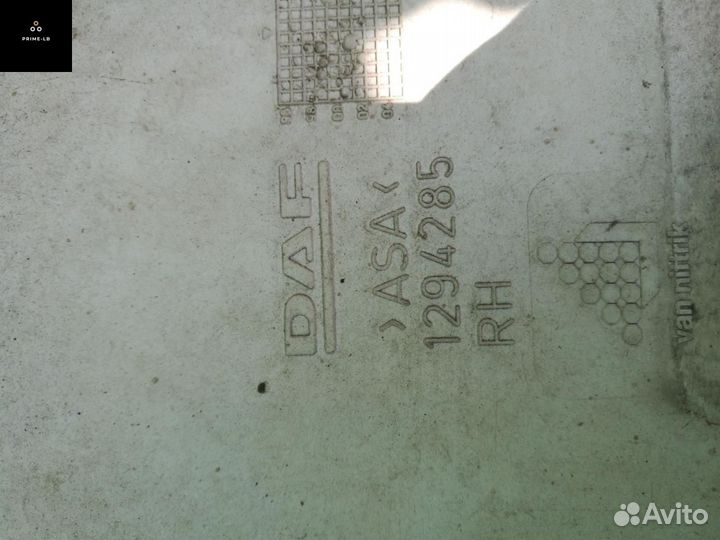 PRIME-LB
DAF
>ASA<
1294285
RH
van niftrik
Avito